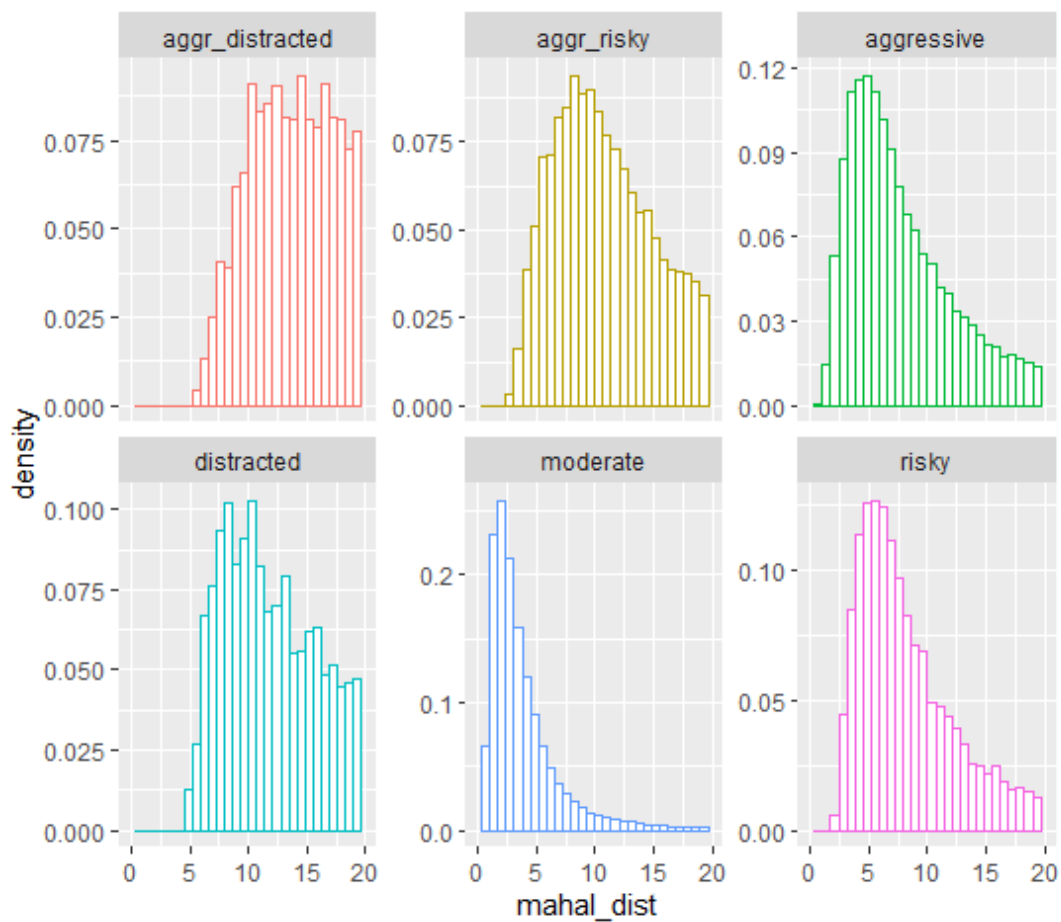 aggr_distracted aggr_risky aggressive
0.075 0.050 0.025 0.000
0.075 0.050 0.025 0.000
0.12 0.09 0.06 0.03 0.00
density
distracted moderate risky
0.100 0.075 0.050 0.025 0.000
0.2 0.1 0.0
0.10 0.05 0.00
0 5 10 15 20 0 5 10 15 20 0 5 10 15 20
mahal_dist